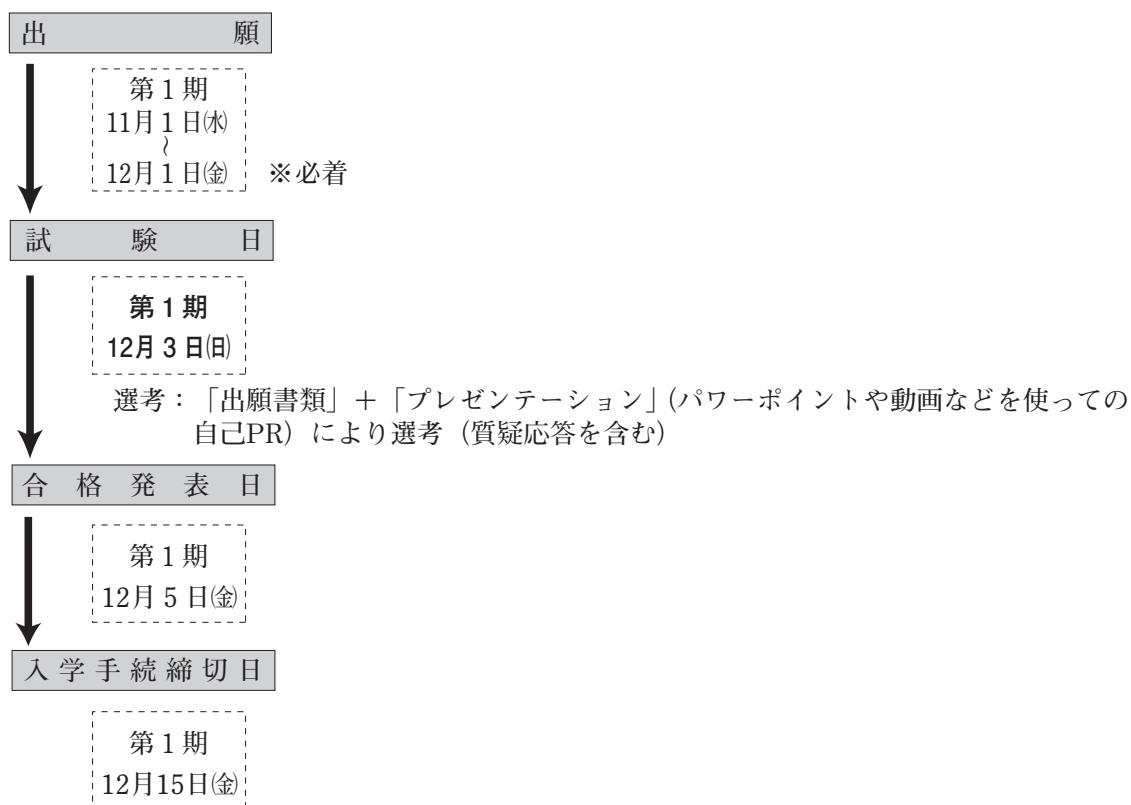 出願
第1期
11月1日㈬
〜
12月1日㈮ ※必着
試験日
第1期
12月3日㈰
選考：「出願書類」＋「プレゼンテーション」（パワーポイントや動画などを使っての
自己PR）により選考（質疑応答を含む）
合格発表日
第1期
12月5日㈮
入学手続締切日
第1期
12月15日㈮